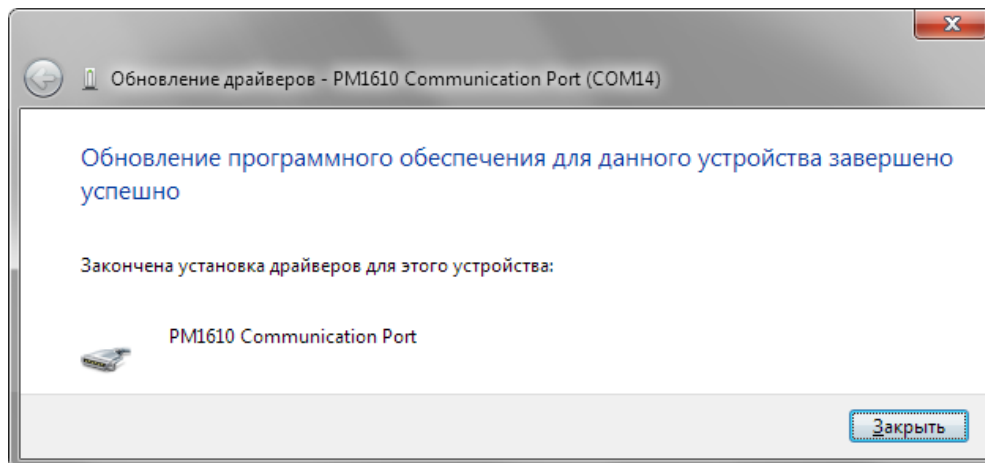 Обновление драйверов - PM1610 Communication Port (COM14)
Обновление программного обеспечения для данного устройства завершено
успешно
Закончена установка драйверов для этого устройства:
PM1610 Communication Port
Закрыть